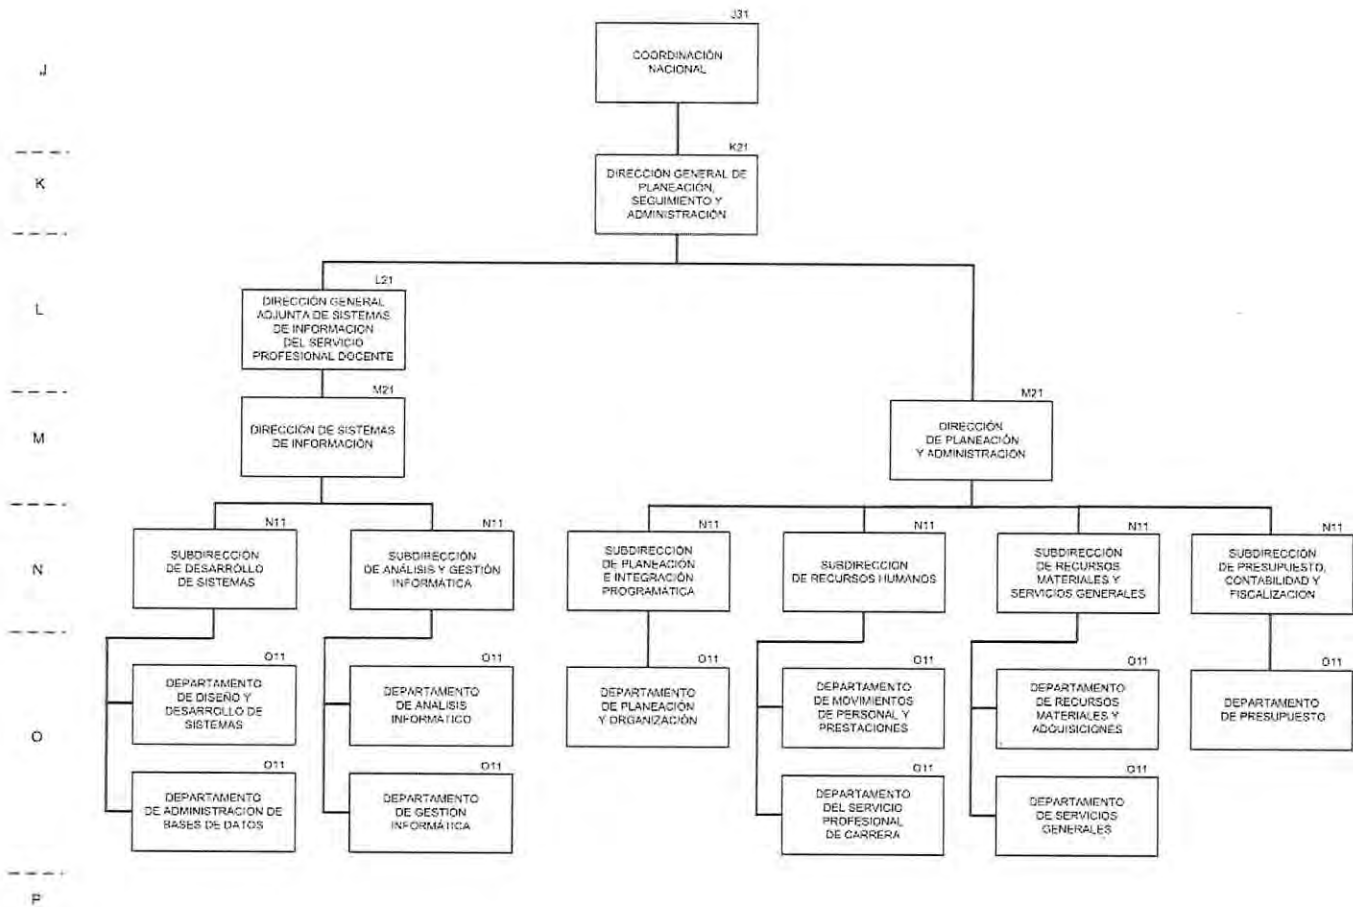 J31
J
COORDINACIÓN
NACIONAL
K21
K
DIRECCIÓN GENERAL DE
PLANEACIÓN,
SEGUIMIENTO Y
ADMINISTRACIÓN
L21
L
DIRECCIÓN GENERAL
ADJUNTA DE SISTEMAS
DE INFORMACION
DEL SERVICIO
PROFESIONAL DOCENTE
M21
M21
M
DIRECCIÓN DE SISTEMAS
DE INFORMACIÓN
DIRECCIÓN
DE PLANEACIÓN
Y ADMINISTRACIÓN
N11
N11
N11
N11
N11
N11
N
SUBDIRECCIÓN
DE DESARROLLO
DE SISTEMAS
SUBDIRECCIÓN
DE ANÁLISIS Y GESTIÓN
INFORMÁTICA
SUBDIRECCIÓN
DE PLANEACIÓN
E INTEGRACIÓN
PROGRAMÁTICA
SUBDIRECCIÓN
DE RECURSOS HUMANOS
SUBDIRECCIÓN
DE RECURSOS
MATERIALES Y
SERVICIOS GENERALES
SUBDIRECCIÓN
DE PRESUPUESTO,
CONTABILIDAD Y
FISCALIZACIÓN
O11
O11
O11
O11
O11
O11
O
DEPARTAMENTO
DE DISEÑO Y
DESARROLLO DE
SISTEMAS
DEPARTAMENTO
DE ANÁLISIS
INFORMÁTICO
DEPARTAMENTO
DE PLANEACIÓN
Y ORGANIZACIÓN
DEPARTAMENTO
DE MOVIMIENTOS
DE PERSONAL Y
PRESTACIONES
DEPARTAMENTO
DE RECURSOS
MATERIALES Y
ADQUISICIONES
DEPARTAMENTO
DE PRESUPUESTO
O11
O11
O11
O11
DEPARTAMENTO
DE ADMINISTRACIÓN DE
BASES DE DATOS
DEPARTAMENTO
DE GESTIÓN
INFORMÁTICA
DEPARTAMENTO
DEL SERVICIO
PROFESIONAL
DE CARRERA
DEPARTAMENTO
DE SERVICIOS
GENERALES
P